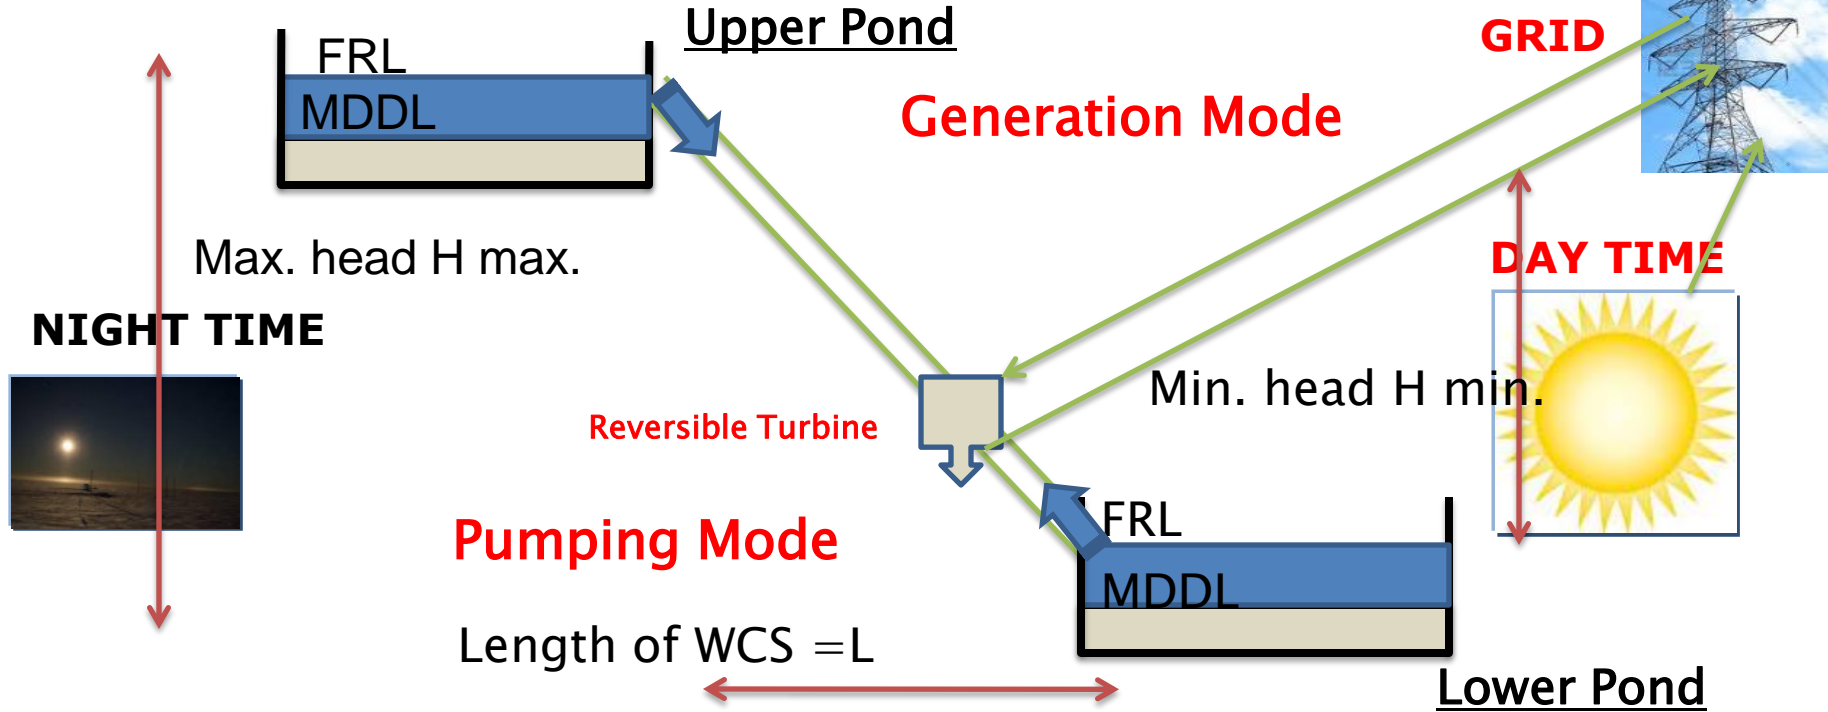 Upper Pond
GRID
FRL
MDDL
Generation Mode
Max. head H max.
DAY TIME
NIGHT TIME
Min. head H min.
Reversible Turbine
FRL
Pumping Mode
MDDL
Length of WCS =L
Lower Pond